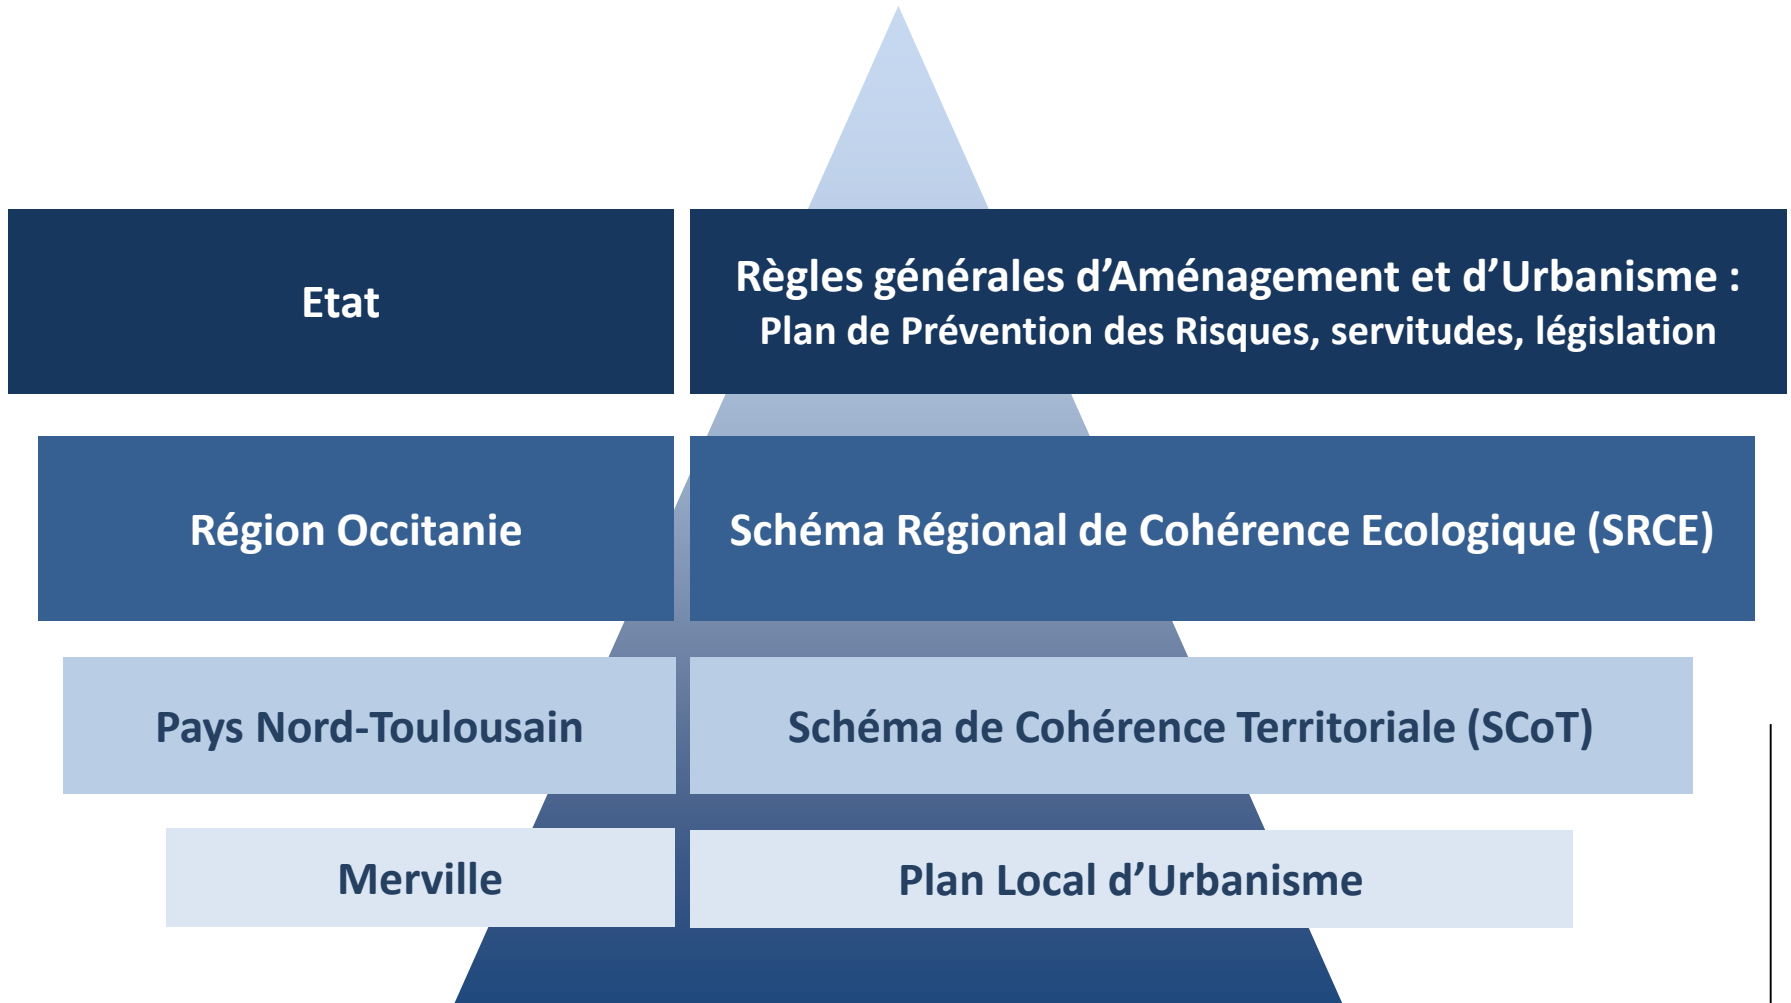 Etat
Règles générales d’Aménagement et d’Urbanisme :
Plan de Prévention des Risques, servitudes, législation
Région Occitanie
Schéma Régional de Cohérence Ecologique (SRCE)
Pays Nord-Toulousain
Schéma de Cohérence Territoriale (SCoT)
Merville
Plan Local d’Urbanisme